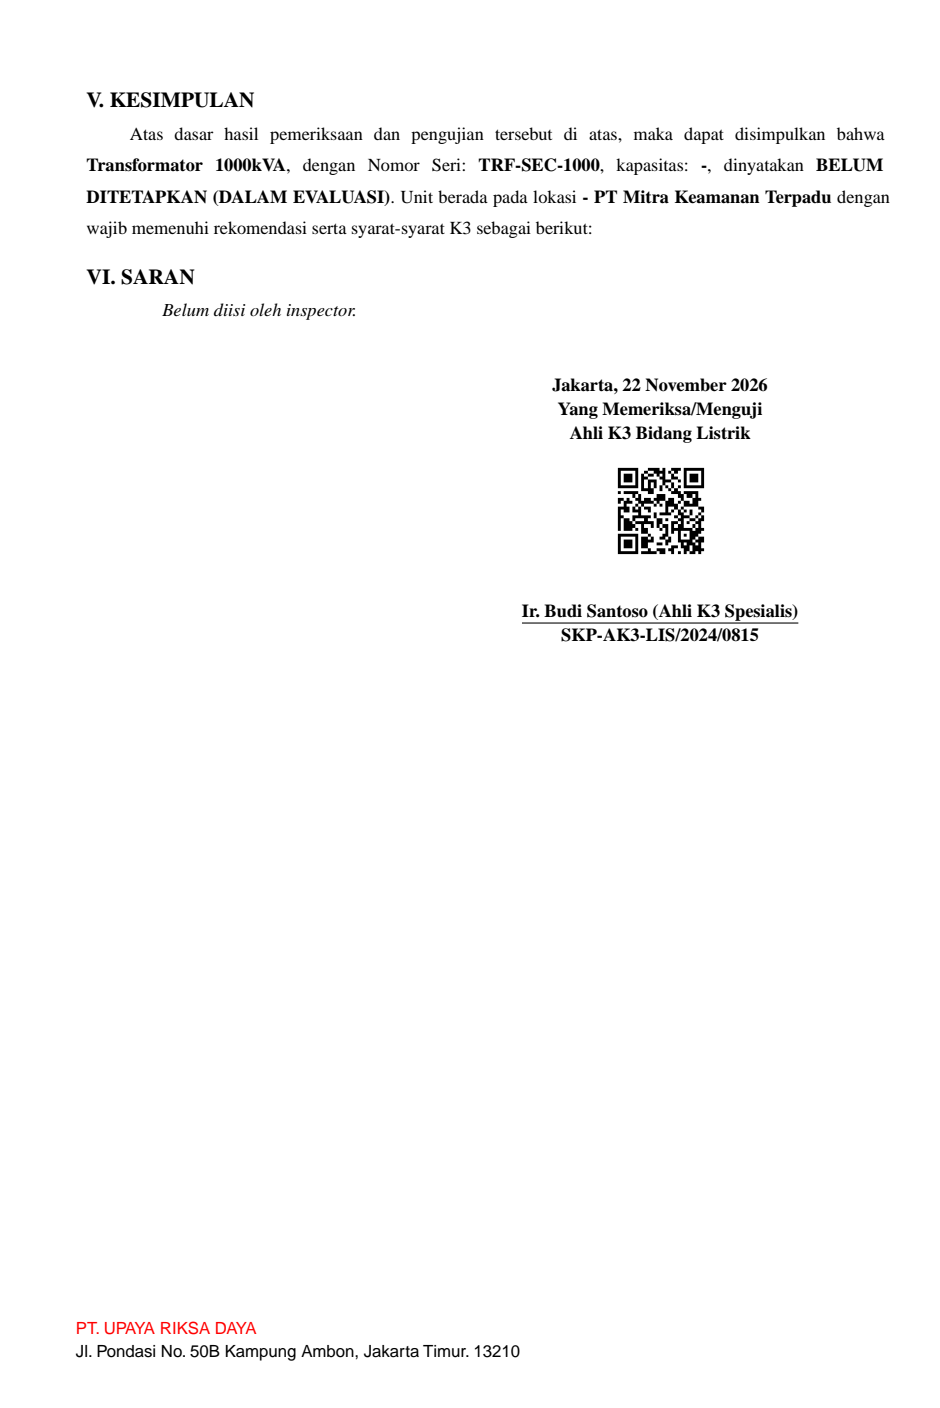 V. KESIMPULAN
Atas dasar hasil pemeriksaan dan pengujian tersebut di atas, maka dapat disimpulkan bahwa
Transformator 1000kVA, dengan Nomor Seri: TRF-SEC-1000, kapasitas: -, dinyatakan BELUM
DITETAPKAN (DALAM EVALUASI). Unit berada pada lokasi - PT Mitra Keamanan Terpadu dengan
wajib memenuhi rekomendasi serta syarat-syarat K3 sebagai berikut:
VI. SARAN
Belum diisi oleh inspector.
Jakarta, 22 November 2026
Yang Memeriksa/Menguji
Ahli K3 Bidang Listrik
Ir. Budi Santoso (Ahli K3 Spesialis)
SKP-AK3-LIS/2024/0815
PT. UPAYA RIKSA DAYA
Jl. Pondasi No. 50B Kampung Ambon, Jakarta Timur. 13210